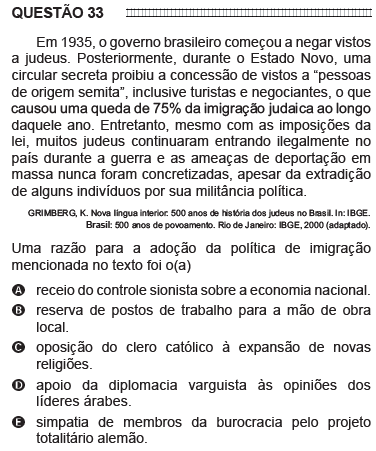 QUESTÃO 33
Em 1935, o governo brasileiro começou a negar vistos
a judeus. Posteriormente, durante o Estado Novo, uma
circular secreta proibiu a concessão de vistos a “pessoas
de origem semita”, inclusive turistas e negociantes, o que
causou uma queda de 75% da imigração judaica ao longo
daquele ano. Entretanto, mesmo com as imposições da
lei, muitos judeus continuaram entrando ilegalmente no
país durante a guerra e as ameaças de deportação em
massa nunca foram concretizadas, apesar da extradição
de alguns indivíduos por sua militância política.
GRIMBERG, K. Nova língua interior: 500 anos de história dos judeus no Brasil. In: IBGE.
Brasil: 500 anos de povoamento. Rio de Janeiro: IBGE, 2000 (adaptado).
Uma razão para a adoção da política de imigração
mencionada no texto foi o(a)
A receio do controle sionista sobre a economia nacional.
B reserva de postos de trabalho para a mão de obra
local.
C oposição do clero católico à expansão de novas
religiões.
D apoio da diplomacia varguista às opiniões dos
líderes árabes.
E simpatia de membros da burocracia pelo projeto
totalitário alemão.